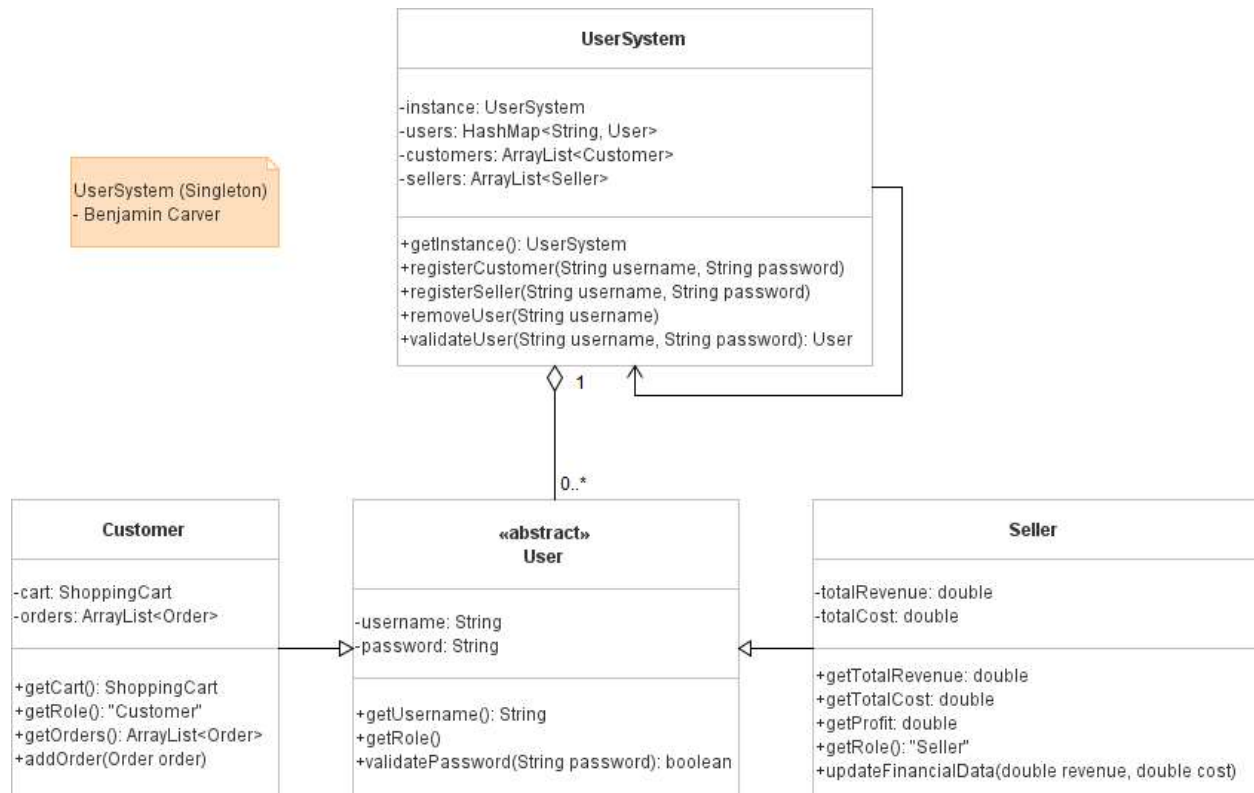 UserSystem
-instance: UserSystem
-users: HashMap<String, User>
-customers: ArrayList<Customer>
-sellers: ArrayList<Seller>
+getInstance(): UserSystem
+registerCustomer(String username, String password)
+registerSeller(String username, String password)
+removeUser(String username)
+validateUser(String username, String password): User
UserSystem (Singleton)
- Benjamin Carver
1
0..*
Customer
-cart: ShoppingCart
-orders: ArrayList<Order>
+getCart(): ShoppingCart
+getRole(): "Customer"
+getOrders(): ArrayList<Order>
+addOrder(Order order)
«abstract»
User
-username: String
-password: String
+getUsername(): String
+getRole()
+validatePassword(String password): boolean
Seller
-totalRevenue: double
-totalCost: double
+getTotalRevenue: double
+getTotalCost: double
+getProfit: double
+getRole(): "Seller"
+updateFinancialData(double revenue, double cost)